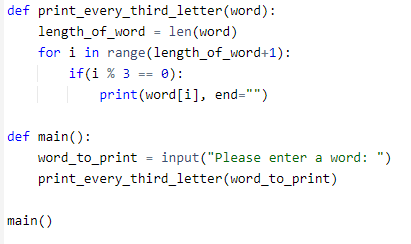 def print_every_third_letter(word):
    length_of_word = len(word)
    for i in range(length_of_word+1):
        if(i % 3 == 0):
            print(word[i], end="")
def main():
    word_to_print = input("Please enter a word: ")
    print_every_third_letter(word_to_print)
main()